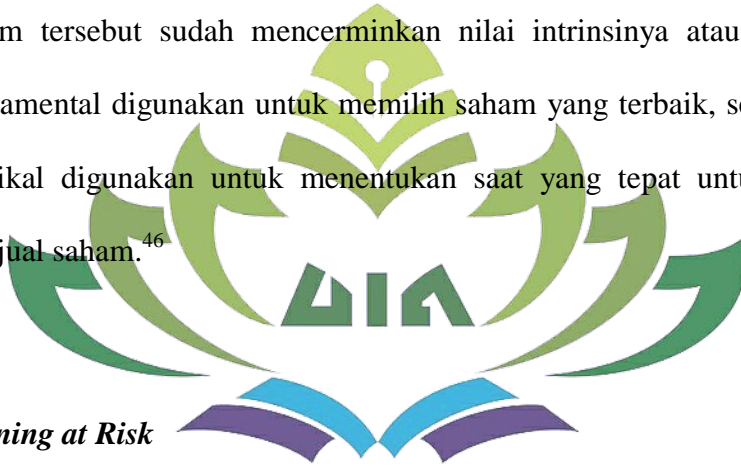 m tersebut sudah mencerminkan nilai intrinsinya atau
amental digunakan untuk memilih saham yang terbaik, se
ikal digunakan untuk menentukan saat yang tepat untu
jual saham.46
UIN
ning at Risk